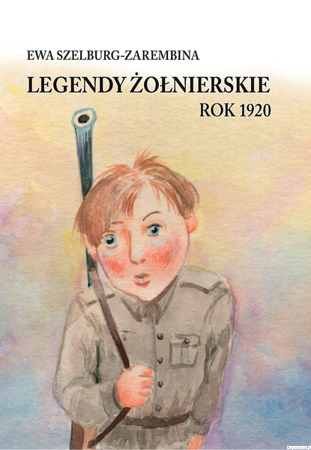 EWA SZELBURG-ZAREMBINA
LEGENDY ŻOŁNIERSKIE
ROK 1920